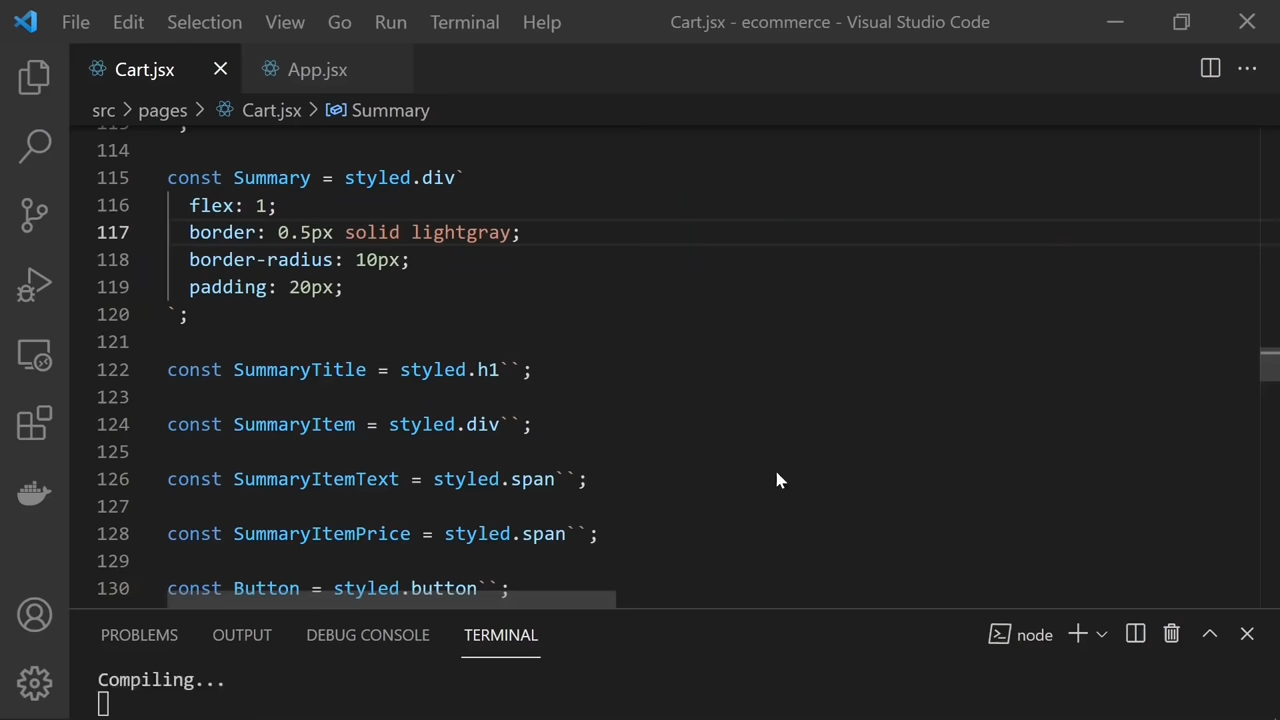 File Edit Selection View Go Run Terminal Help Cart.jsx - ecommerce - Visual Studio Code
Cart.jsx App.jsx
src > pages > Cart.jsx > Summary
113 `;
114
115 const Summary = styled.div`
116 flex: 1;
117 border: 0.5px solid lightgray;
118 border-radius: 10px;
119 padding: 20px;
120 `;
121
122 const SummaryTitle = styled.h1``;
123
124 const SummaryItem = styled.div``;
125
126 const SummaryItemText = styled.span``;
127
128 const SummaryItemPrice = styled.span``;
129
130 const Button = styled.button``;
PROBLEMS OUTPUT DEBUG CONSOLE TERMINAL node
Compiling...